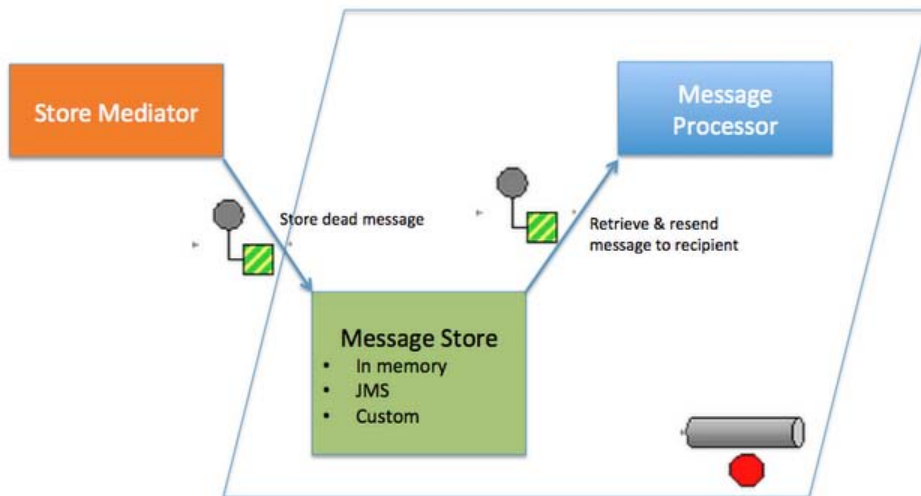 Store Mediator
Message
Processor
Store dead message
Retrieve & resend
message to recipient
Message Store
• In memory
• JMS
• Custom